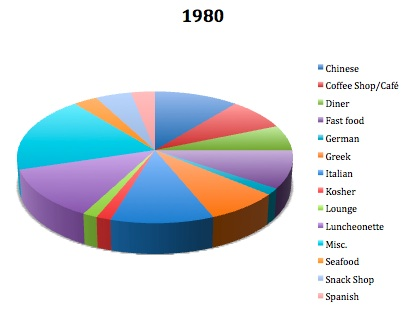 1980
Chinese
Coffee Shop/Café
Diner
Fast food
German
Greek
Italian
Kosher
Lounge
Luncheonette
Misc.
Seafood
Snack Shop
Spanish